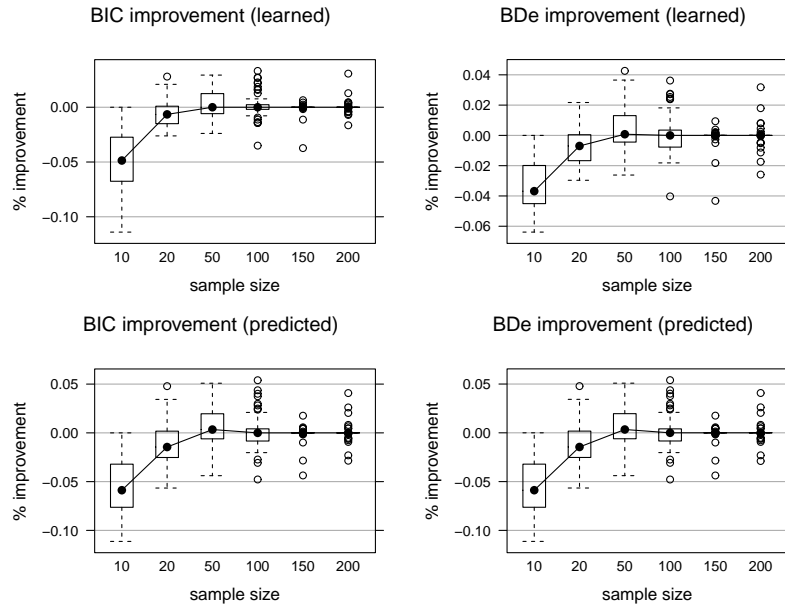 BIC improvement (learned)
% improvement
0.00
−0.05
−0.10
10 20 50 100 150 200
sample size
BDe improvement (learned)
% improvement
0.04
0.02
0.00
−0.02
−0.04
−0.06
10 20 50 100 150 200
sample size
BIC improvement (predicted)
% improvement
0.05
0.00
−0.05
−0.10
10 20 50 100 150 200
sample size
BDe improvement (predicted)
% improvement
0.05
0.00
−0.05
−0.10
10 20 50 100 150 200
sample size